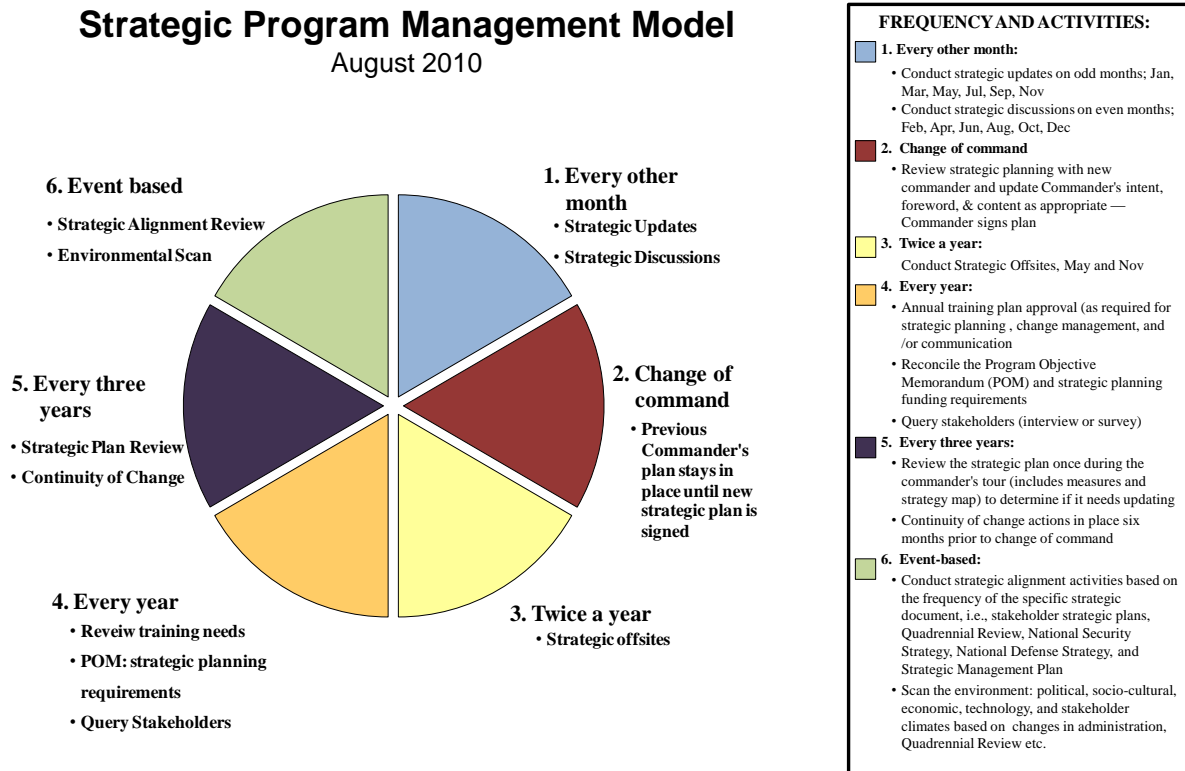 Strategic Program Management Model
August 2010
6. Event based
• Strategic Alignment Review
• Environmental Scan
1. Every other
month
• Strategic Updates
• Strategic Discussions
5. Every three
years
• Strategic Plan Review
• Continuity of Change
2. Change of
command
• Previous
Commander's
plan stays in
place until new
strategic plan is
signed
4. Every year
• Reveiw training needs
• POM: strategic planning
requirements
• Query Stakeholders
3. Twice a year
• Strategic offsites
FREQUENCY AND ACTIVITIES:
1. Every other month:
• Conduct strategic updates on odd months; Jan,
Mar, May, Jul, Sep, Nov
• Conduct strategic discussions on even months;
Feb, Apr, Jun, Aug, Oct, Dec
2. Change of command
• Review strategic planning with new
commander and update Commander's intent,
foreword, & content as appropriate —
Commander signs plan
3. Twice a year:
Conduct Strategic Offsites, May and Nov
4. Every year:
• Annual training plan approval (as required for
strategic planning , change management, and
/or communication
• Reconcile the Program Objective
Memorandum (POM) and strategic planning
funding requirements
• Query stakeholders (interview or survey)
5. Every three years:
• Review the strategic plan once during the
commander's tour (includes measures and
strategy map) to determine if it needs updating
• Continuity of change actions in place six
months prior to change of command
6. Event-based:
• Conduct strategic alignment activities based on
the frequency of the specific strategic
document, i.e., stakeholder strategic plans,
Quadrennial Review, National Security
Strategy, National Defense Strategy, and
Strategic Management Plan
• Scan the environment: political, socio-cultural,
economic, technology, and stakeholder
climates based on changes in administration,
Quadrennial Review etc.